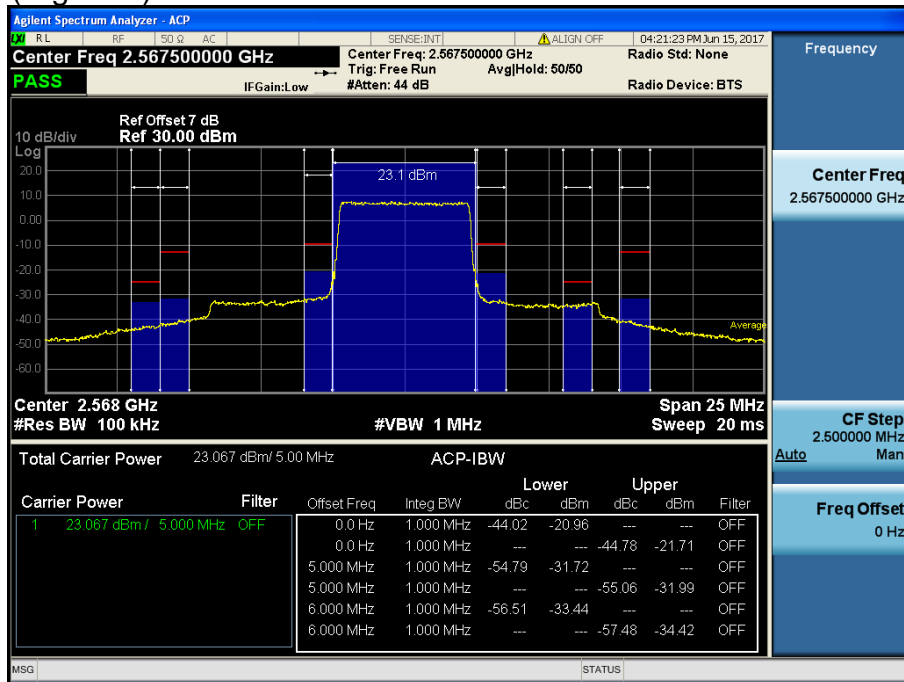 Agilent Spectrum Analyzer - ACP
LXI RL RF 50 Ω AC SENSE:INT ALIGN OFF 04:21:23 PM Jun 15, 2017
Center Freq 2.567500000 GHz
Center Freq: 2.567500000 GHz
Radio Std: None
Trig: Free Run Avg|Hold: 50/50
PASS
IFGain:Low
#Atten: 44 dB
Radio Device: BTS
Ref Offset 7 dB
10 dB/div Ref 30.00 dBm
Log
20.0
10.0
0.00
-10.0
-20.0
-30.0
-40.0
-50.0
-60.0
23.1 dBm
Average
Center 2.568 GHz Span 25 MHz
#Res BW 100 kHz #VBW 1 MHz Sweep 20 ms
Total Carrier Power 23.067 dBm/ 5.00 MHz ACP-IBW
Lower Upper
Carrier Power Filter Offset Freq Integ BW dBc dBm dBc dBm Filter
1 23.067 dBm / 5.000 MHz OFF 0.0 Hz 1.000 MHz -44.02 -20.96 --- --- OFF
0.0 Hz 1.000 MHz --- --- -44.78 -21.71 OFF
5.000 MHz 1.000 MHz -54.79 -31.72 --- --- OFF
5.000 MHz 1.000 MHz --- --- -55.06 -31.99 OFF
6.000 MHz 1.000 MHz -56.51 -33.44 --- --- OFF
6.000 MHz 1.000 MHz --- --- -57.48 -34.42 OFF
MSG STATUS
Frequency
Center Freq
2.567500000 GHz
CF Step
2.500000 MHz
Auto Man
Freq Offset
0 Hz